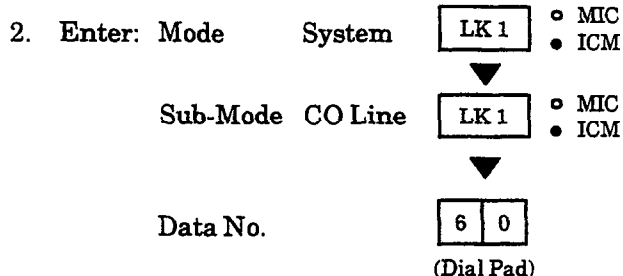 2. Enter: Mode System LK 1 ○ MIC
● ICM
Sub-Mode CO Line LK 1 ○ MIC
● ICM
Data No. 6 0
(Dial Pad)